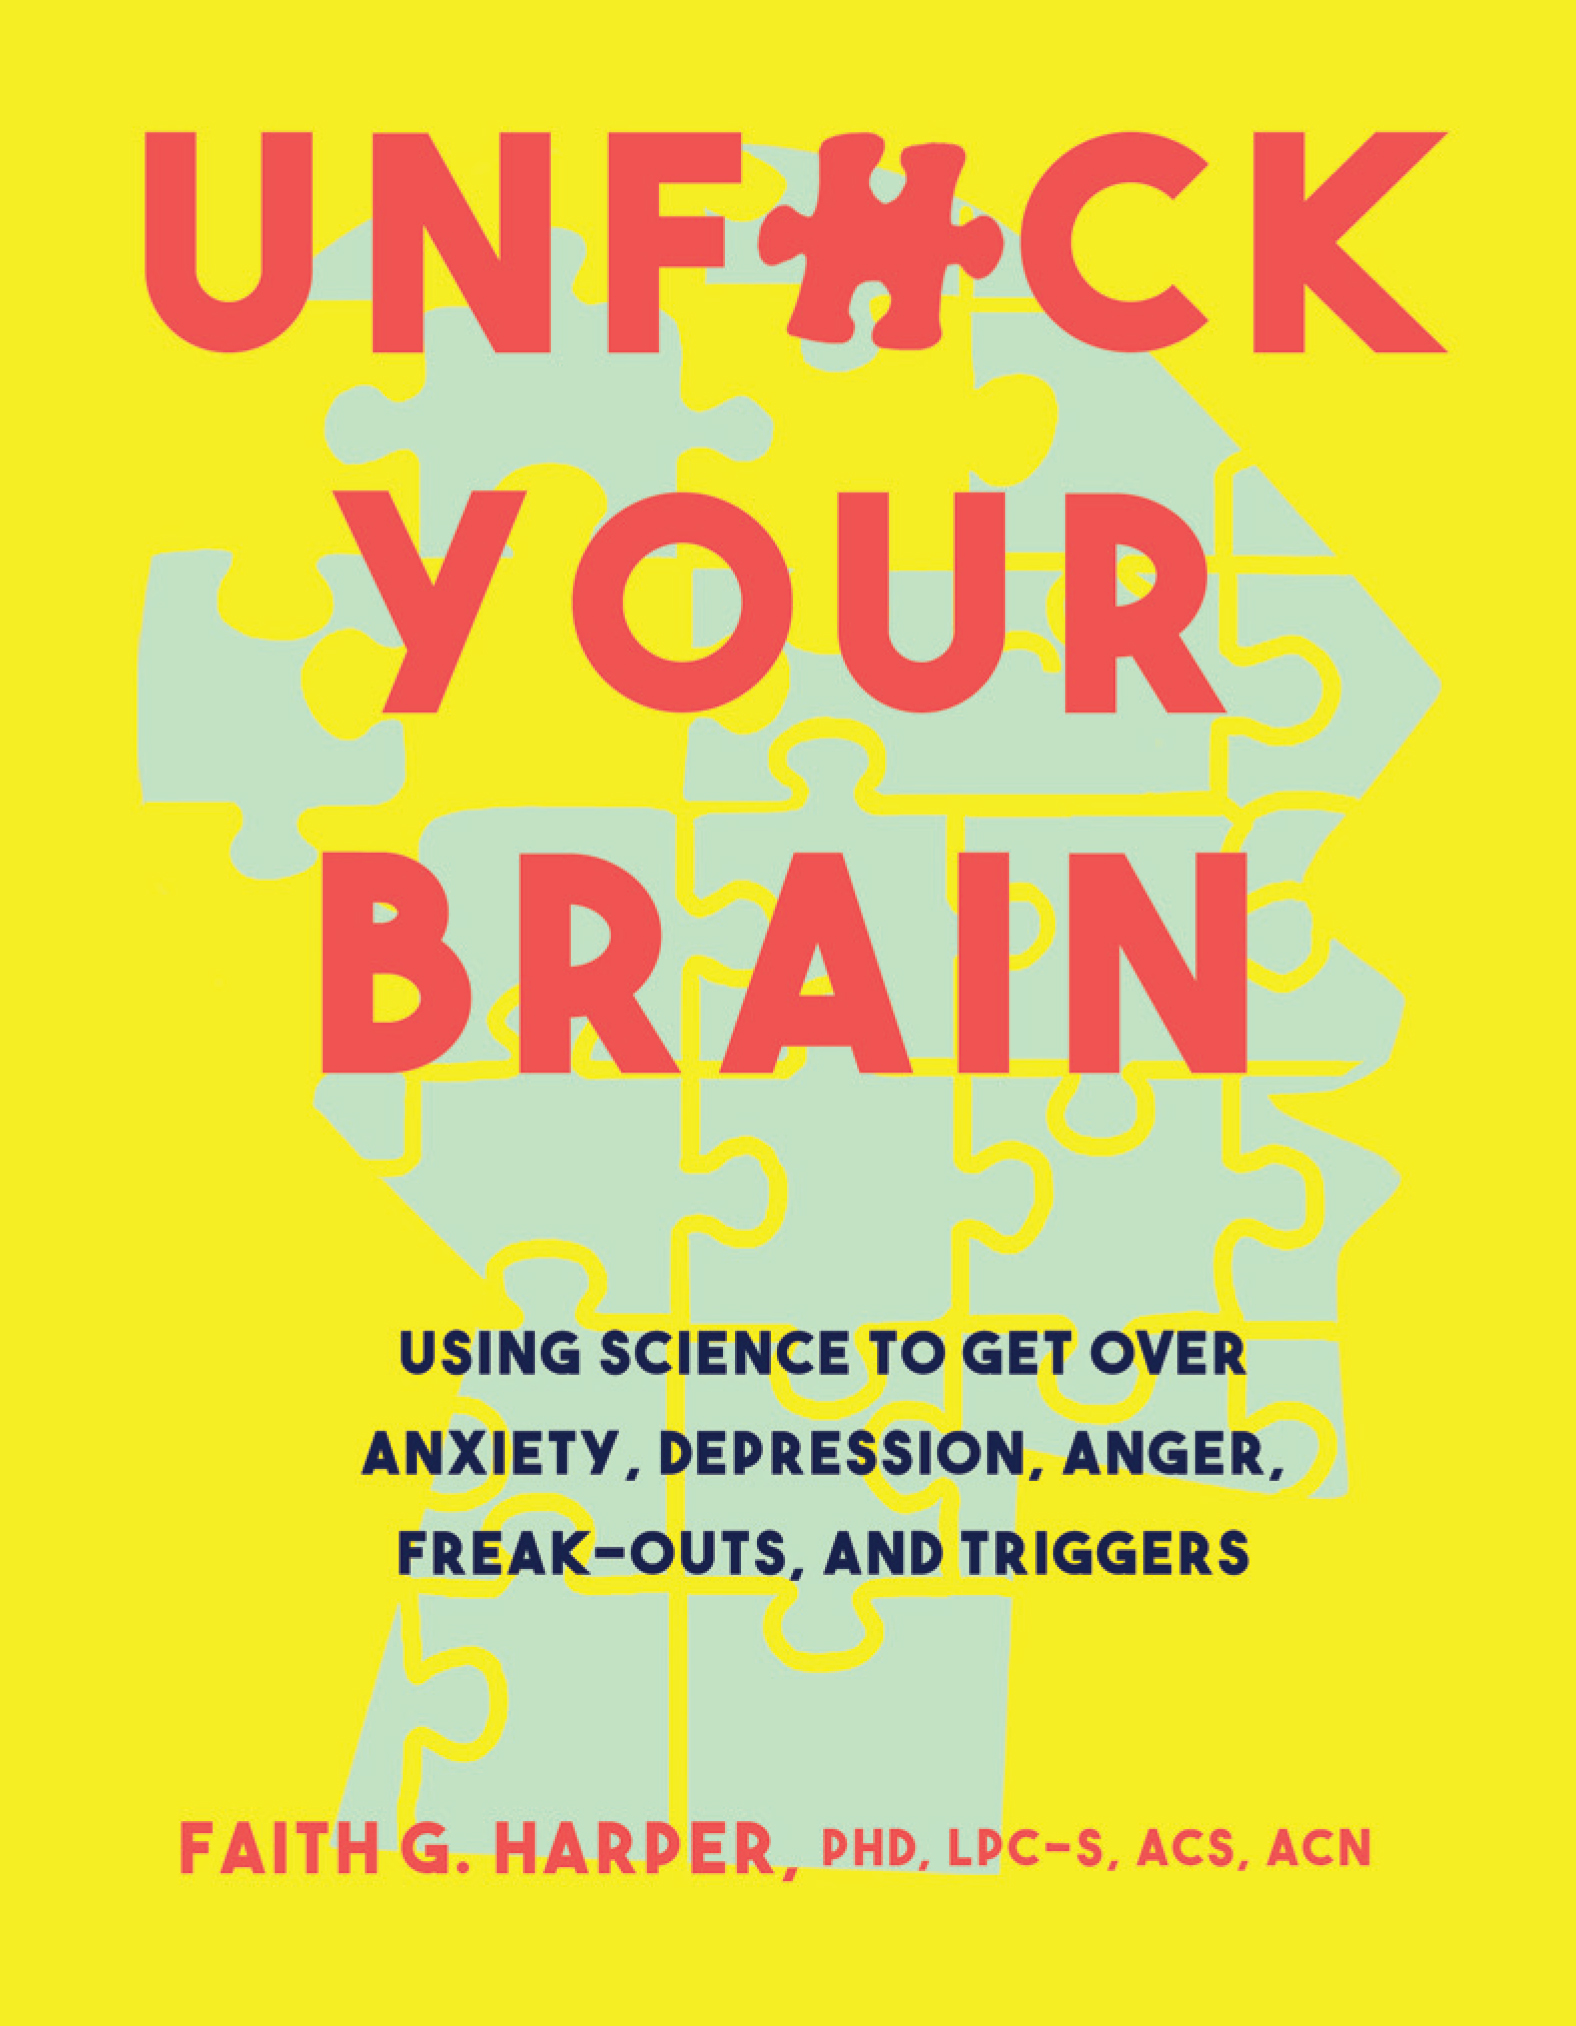 UNF#CK
YOUR
BRAIN
USING SCIENCE TO GET OVER
ANXIETY, DEPRESSION, ANGER,
FREAK-OUTS, AND TRIGGERS
FAITH G. HARPER, PHD, LPC-S, ACS, ACN